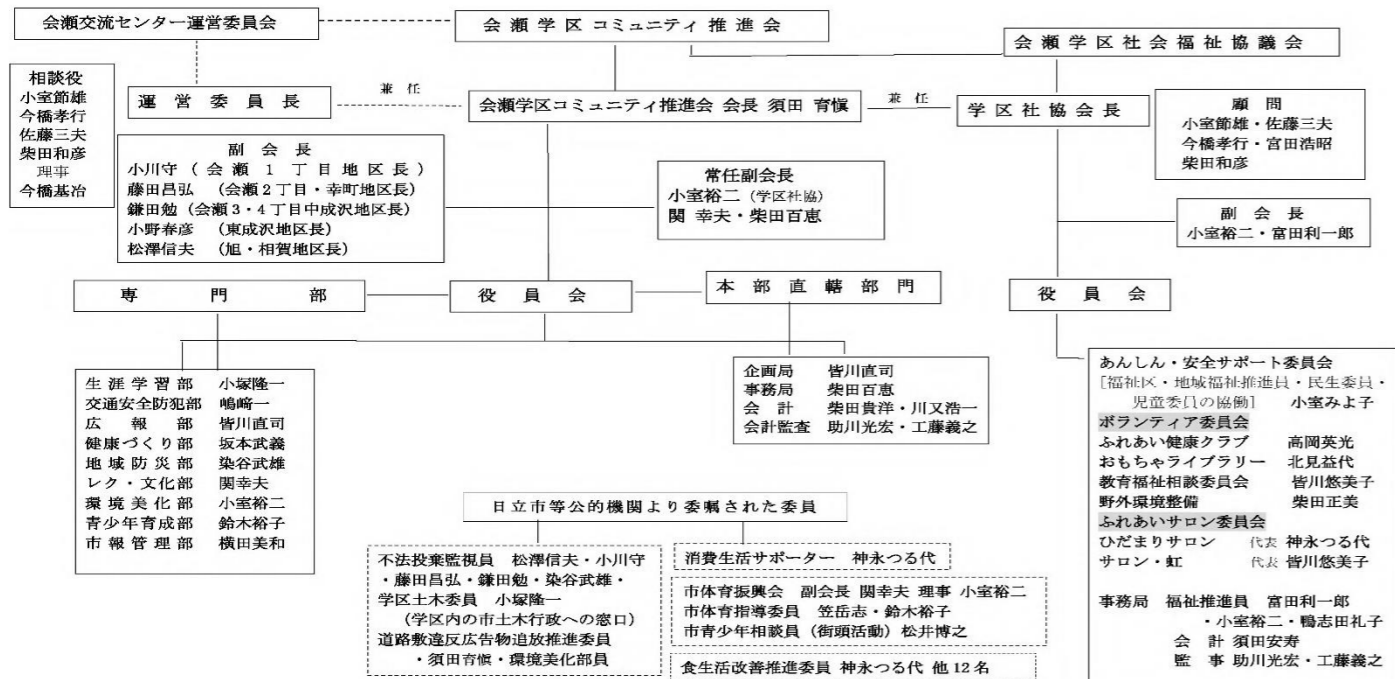 会瀬交流センター運営委員会
会瀬学区コミュニティ推進会
会瀬学区社会福祉協議会
相談役
小室節雄
今橋孝行
佐藤三夫
柴田和彦
理事
今橋基冶
運営委員長
兼任
会瀬学区コミュニティ推進会 会長 須田 育愼
兼任
学区社協会長
顧問
小室節雄・佐藤三夫
今橋孝行・宮田浩昭
柴田和彦
副会長
小川守（会瀬1丁目地区長）
藤田昌弘 （会瀬2丁目・幸町地区長）
鎌田勉（会瀬3・4丁目中成沢地区長）
小野春彦 （東成沢地区長）
松澤信夫 （旭・相賀地区長）
常任副会長
小室裕二（学区社協）
関 幸夫・柴田百恵
副会長
小室裕二・富田利一郎
専門部
役員会
本部直轄部門
役員会
生涯学習部 小塚隆一
交通安全防犯部 嶋﨑一
広報部 皆川直司
健康づくり部 坂本武義
地域防災部 染谷武雄
レク・文化部 関幸夫
環境美化部 小室裕二
青少年育成部 鈴木裕子
市報管理部 横田美和
企画局 皆川直司
事務局 柴田百恵
会計 柴田貴洋・川又浩一
会計監査 助川光宏・工藤義之
あんしん・安全サポート委員会
［福祉区・地域福祉推進員・民生委員・
児童委員の協働］ 小室みよ子
ボランティア委員会
ふれあい健康クラブ 高岡英光
おもちゃライブラリー 北見益代
教育福祉相談委員会 皆川悠美子
野外環境整備 柴田正美
ふれあいサロン委員会
ひだまりサロン 代表 神永つる代
サロン・虹 代表 皆川悠美子
事務局 福祉推進員 富田利一郎
・小室裕二・鴨志田礼子
会計 須田安寿
監事 助川光宏・工藤義之
日立市等公的機関より委嘱された委員
不法投棄監視員 松澤信夫・小川守
・藤田昌弘・鎌田勉・染谷武雄・
学区土木委員 小塚隆一
（学区内の市土木行政への窓口）
道路敷違反広告物追放推進委員
・須田育愼・環境美化部員
消費生活サポーター 神永つる代
市体育振興会 副会長 関幸夫 理事 小室裕二
市体育指導委員 笠岳志・鈴木裕子
市青少年相談員（街頭活動）松井博之
食生活改善推進委員 神永つる代 他12名